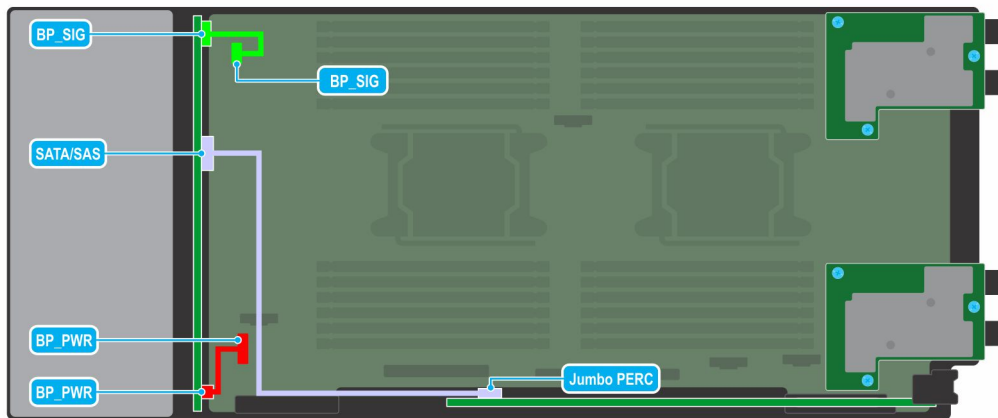 BP_SIG
BP_SIG
SATA/SAS
BP_PWR
Jumbo PERC
BP_PWR